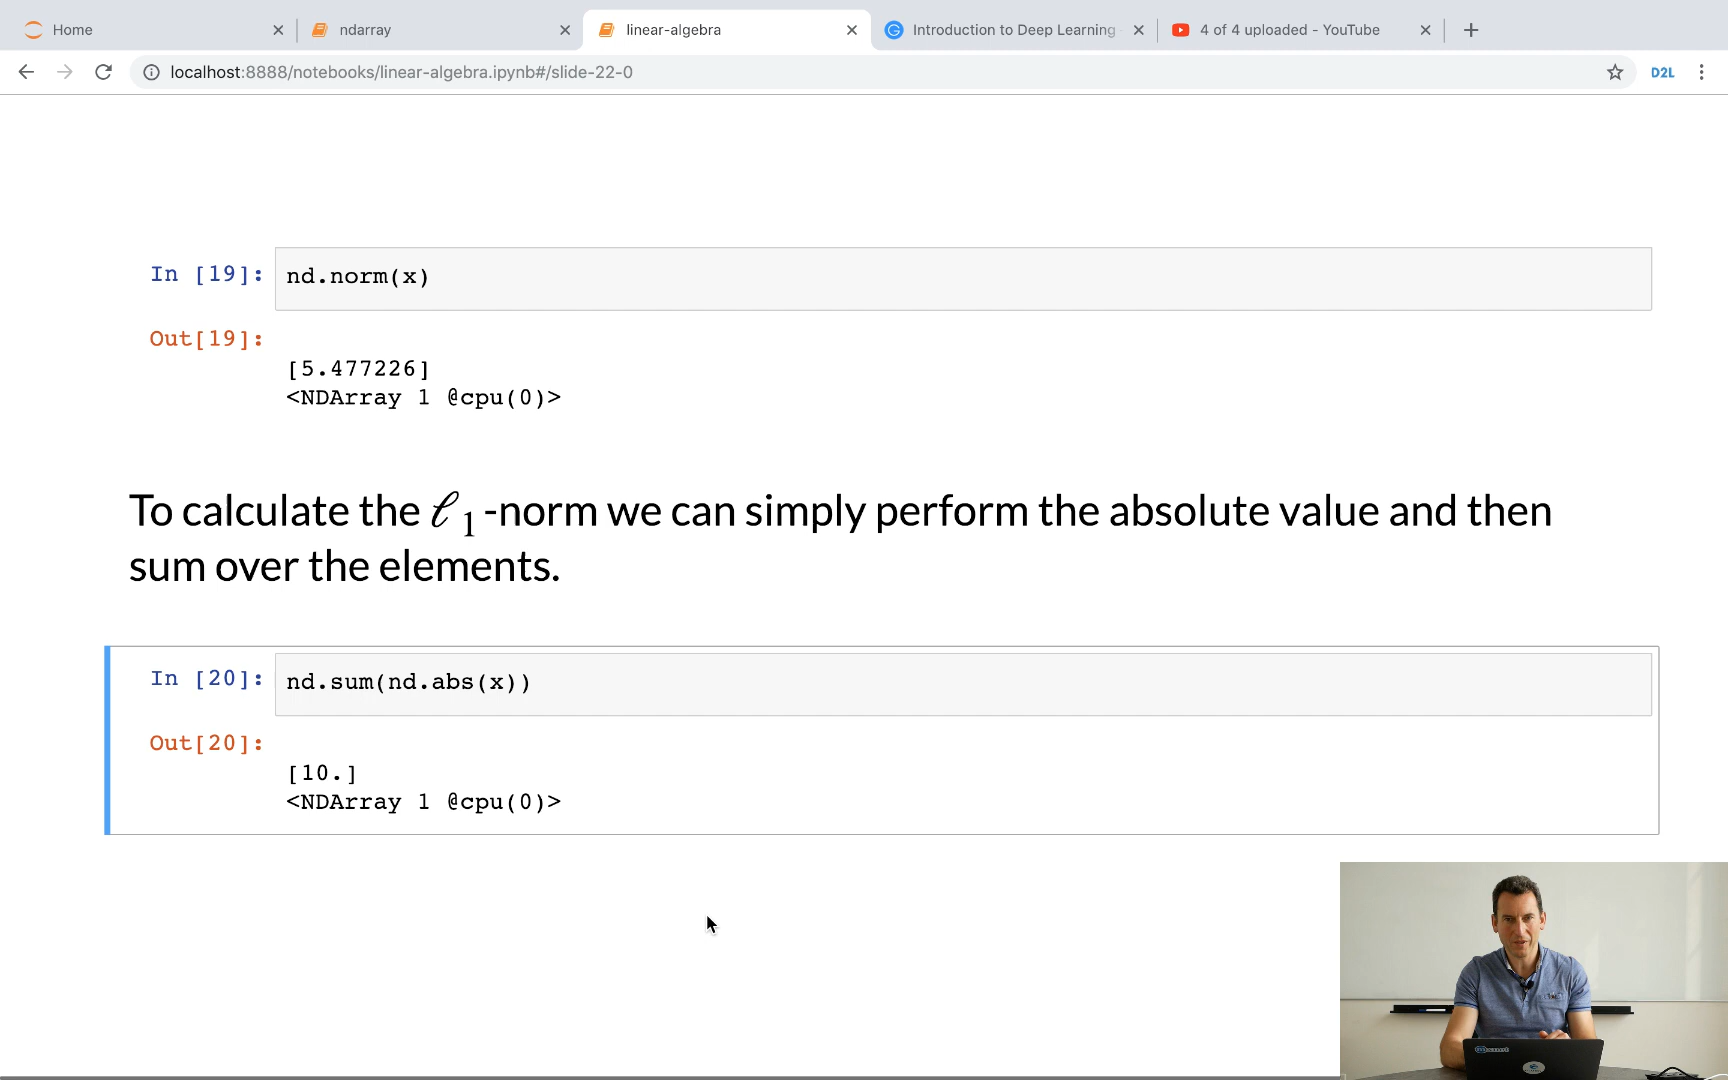 Home
ndarray
linear-algebra
Introduction to Deep Learning
4 of 4 uploaded - YouTube
localhost:8888/notebooks/linear-algebra.ipynb#/slide-22-0
D2L
In [19]: nd.norm(x)
Out[19]:
[5.477226]
<NDArray 1 @cpu(0)>
To calculate the ℓ1-norm we can simply perform the absolute value and then
sum over the elements.
In [20]: nd.sum(nd.abs(x))
Out[20]:
[10.]
<NDArray 1 @cpu(0)>